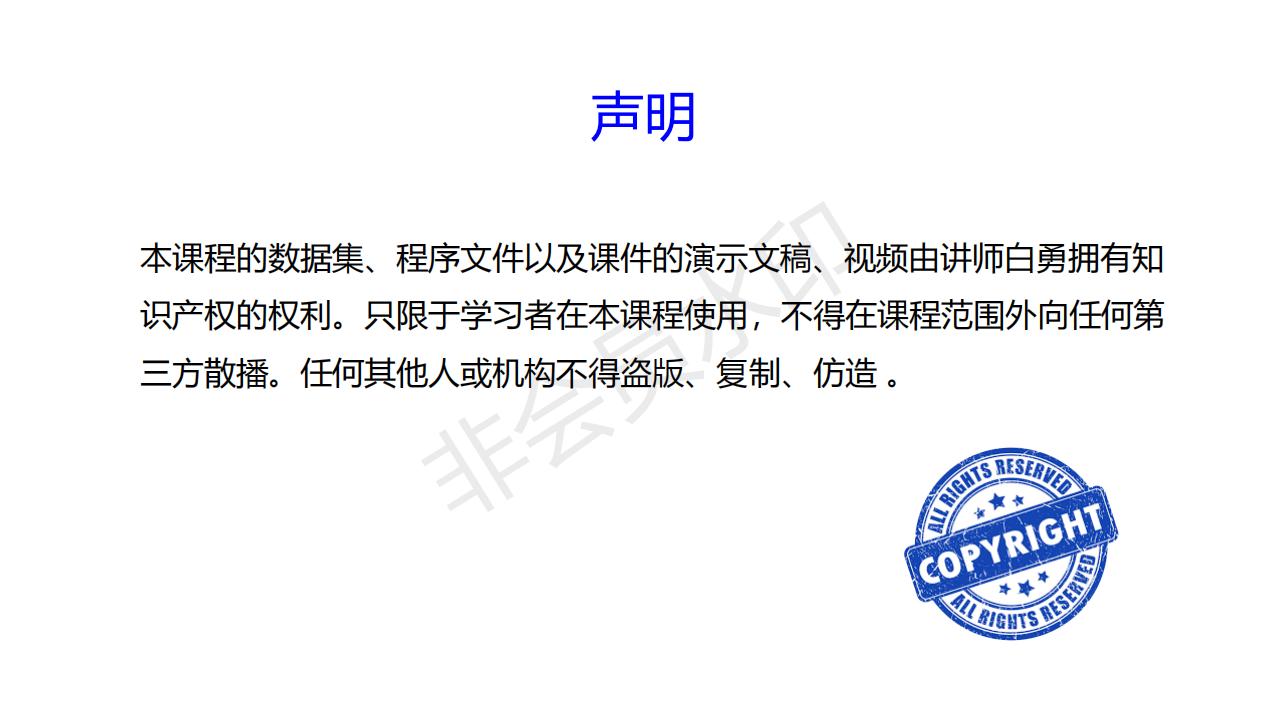 声明
本课程的数据集、程序文件以及课件的演示文稿、视频由讲师白勇拥有知
识产权的权利。只限于学习者在本课程使用，不得在课程范围外向任何第
三方散播。任何其他人或机构不得盗版、复制、仿造 。
非会员水印
ALL RIGHTS RESERVED
COPYRIGHT
ALL RIGHTS RESERVED